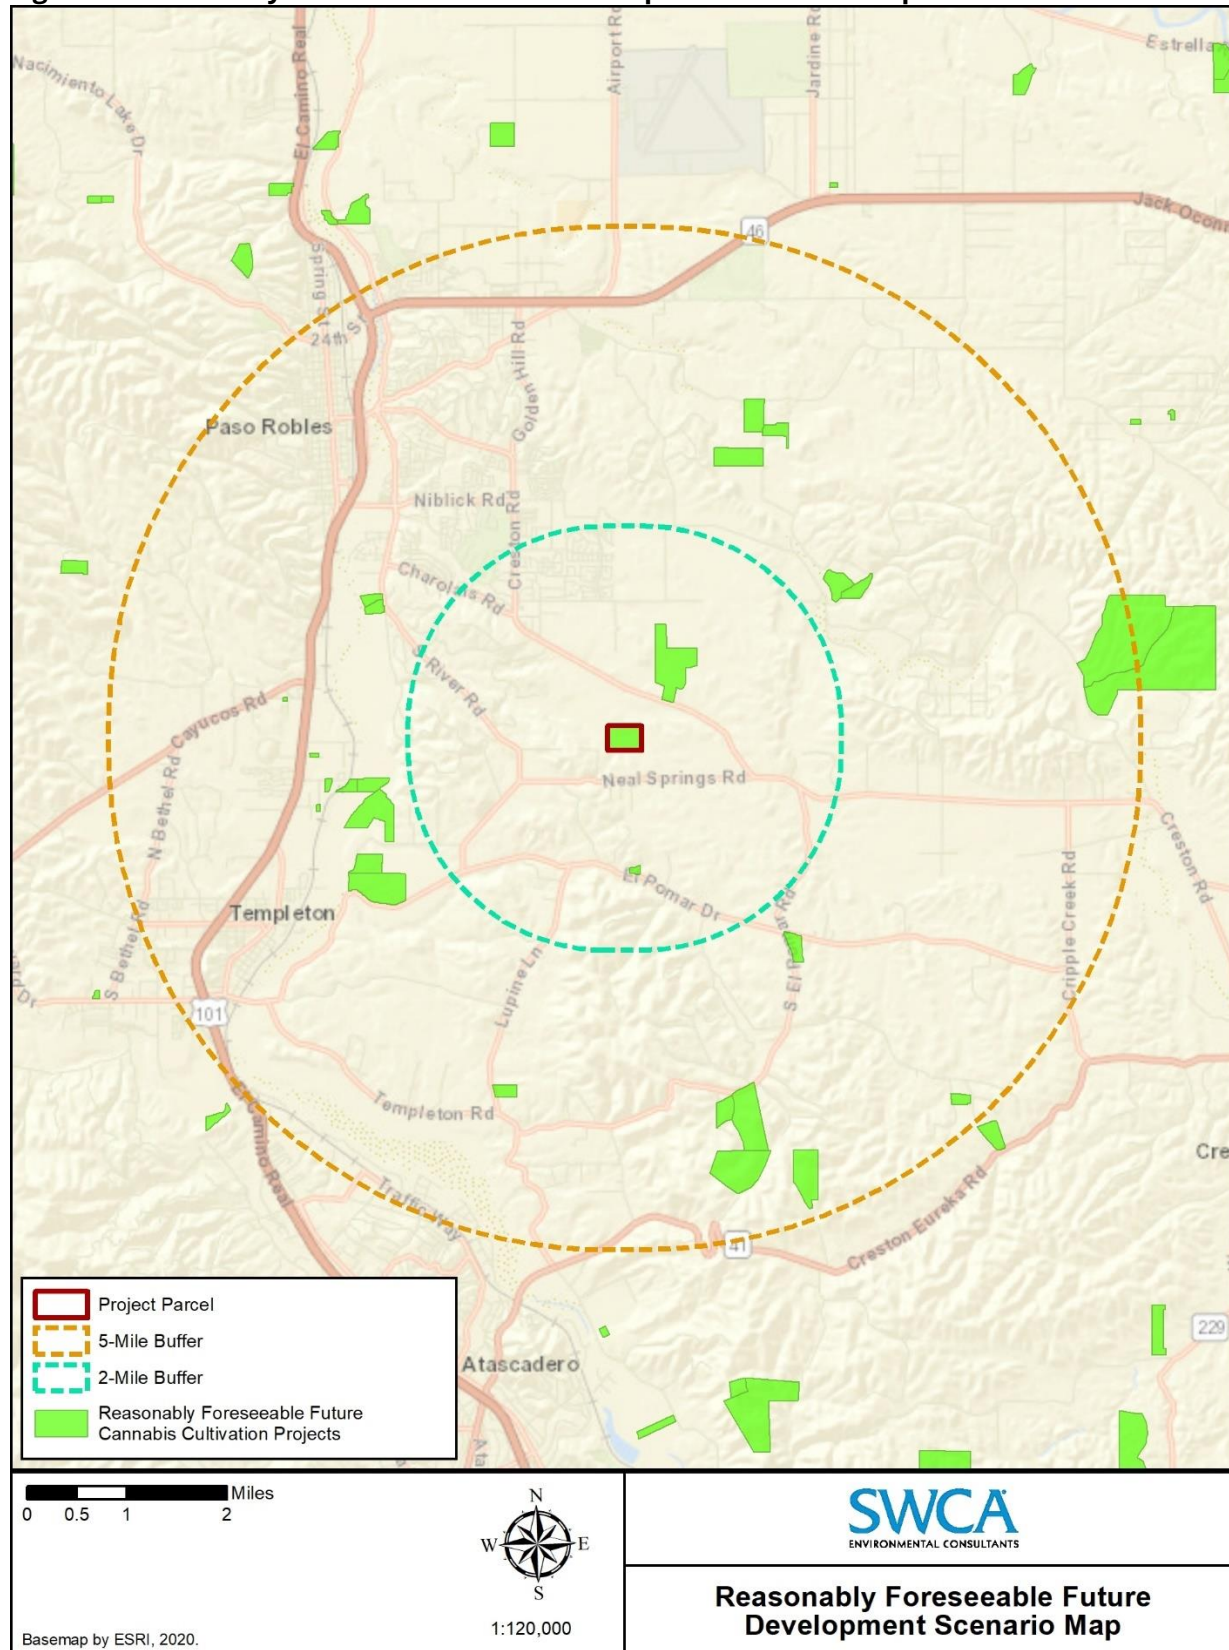 Nacimiento Lake Dr
El Camino Real
Airport Rd
Jardine Rd
Estrella
46
Jack Ocon
Spring St
24th St
Golden Hill Rd
Paso Robles
Niblick Rd
Creston Rd
Charolais Rd
S River Rd
N Bethel Rd
Cayucos Rd
Neal Springs Rd
Creston Rd
Cripple Creek Rd
El Pomar Dr
S El Pomar Rd
Templeton
S Bethel Rd
Lupine Ln
101
Templeton Rd
El Camino Real
Traffic Way
41
Creston Eureka Rd
Cre
229
Atascadero
Ata
Project Parcel
5-Mile Buffer
2-Mile Buffer
Reasonably Foreseeable Future
Cannabis Cultivation Projects
Miles
0 0.5 1 2
N
W E
S
1:120,000
Basemap by ESRI, 2020.
SWCA
ENVIRONMENTAL CONSULTANTS
Reasonably Foreseeable Future
Development Scenario Map